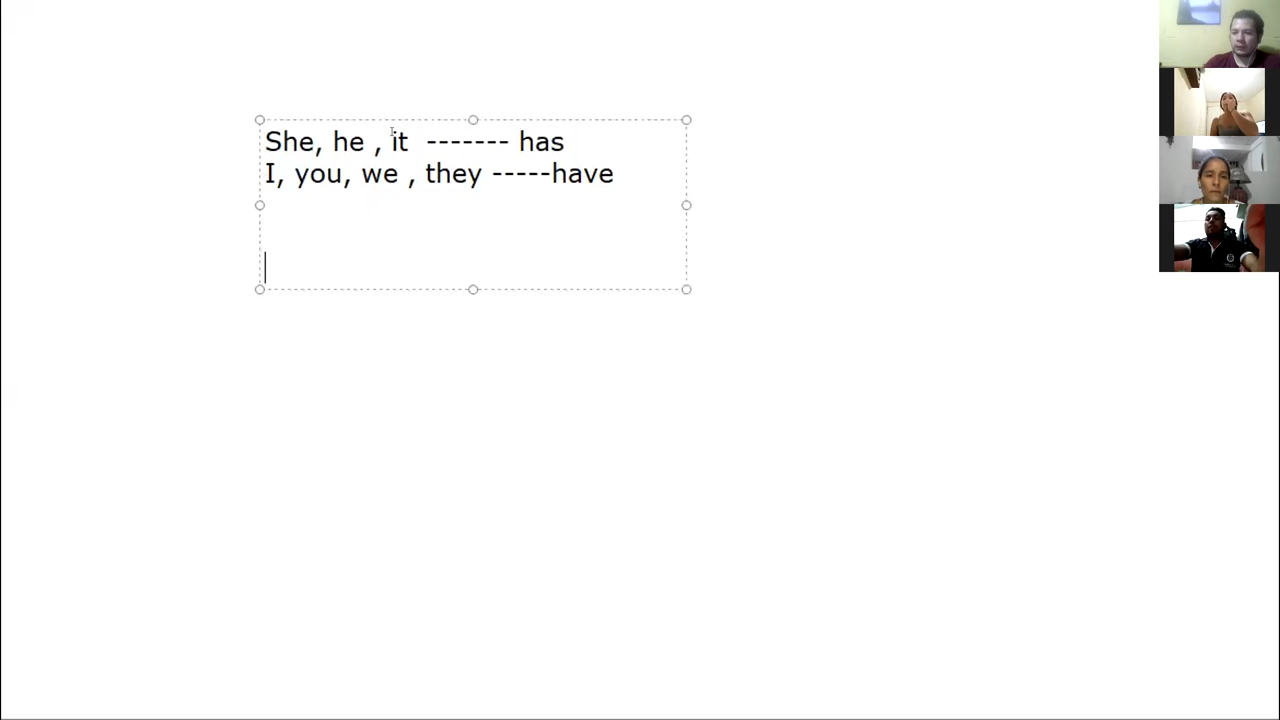 She, he , it ------- has
I, you, we , they -----have